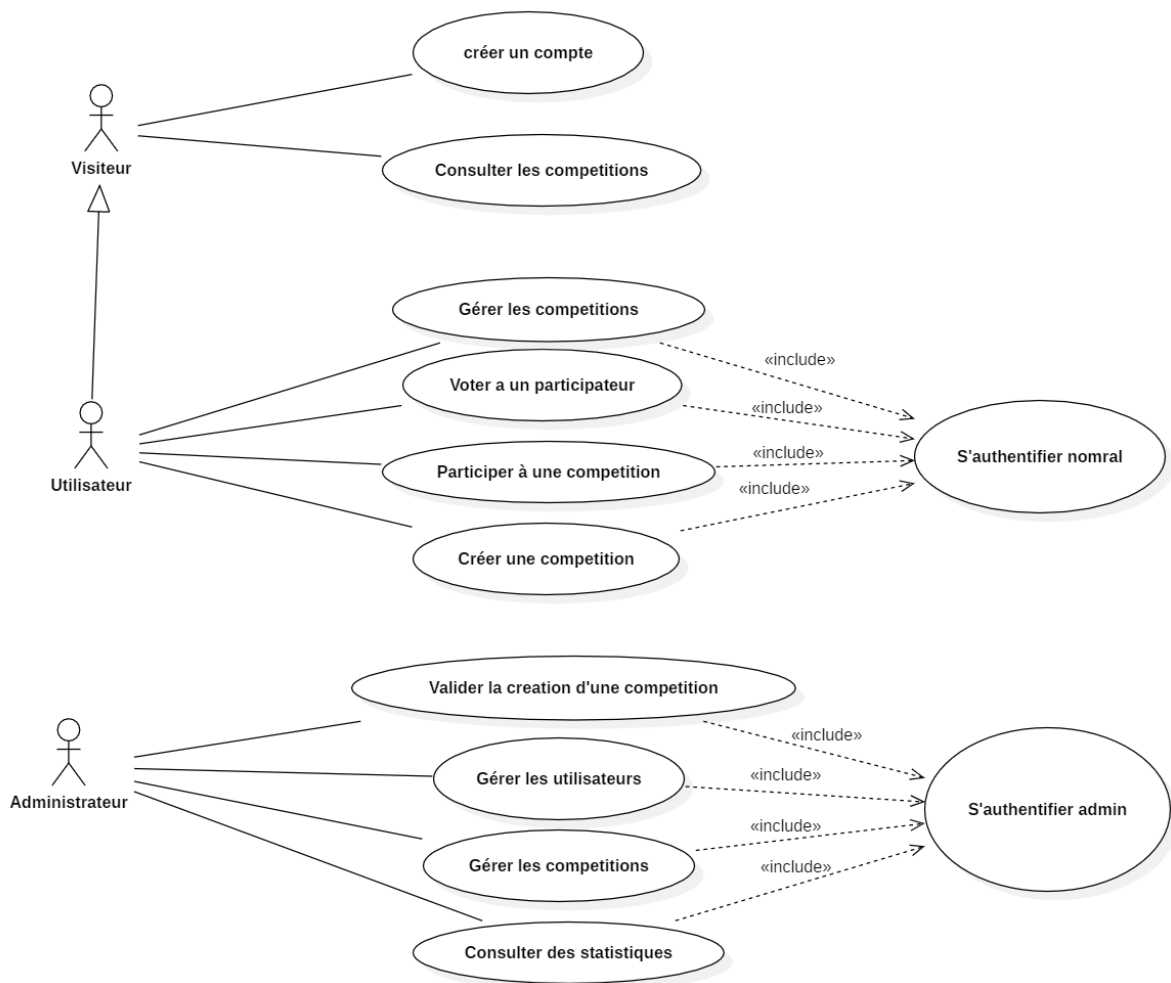 créer un compte
Visiteur
Consulter les competitions
Gérer les competitions
«include»
Voter a un participateur
«include»
Utilisateur
Participer à une competition
«include»
S'authentifier nomral
«include»
Créer une competition
Valider la creation d'une competition
«include»
Administrateur
Gérer les utilisateurs
«include»
S'authentifier admin
«include»
Gérer les competitions
«include»
Consulter des statistiques